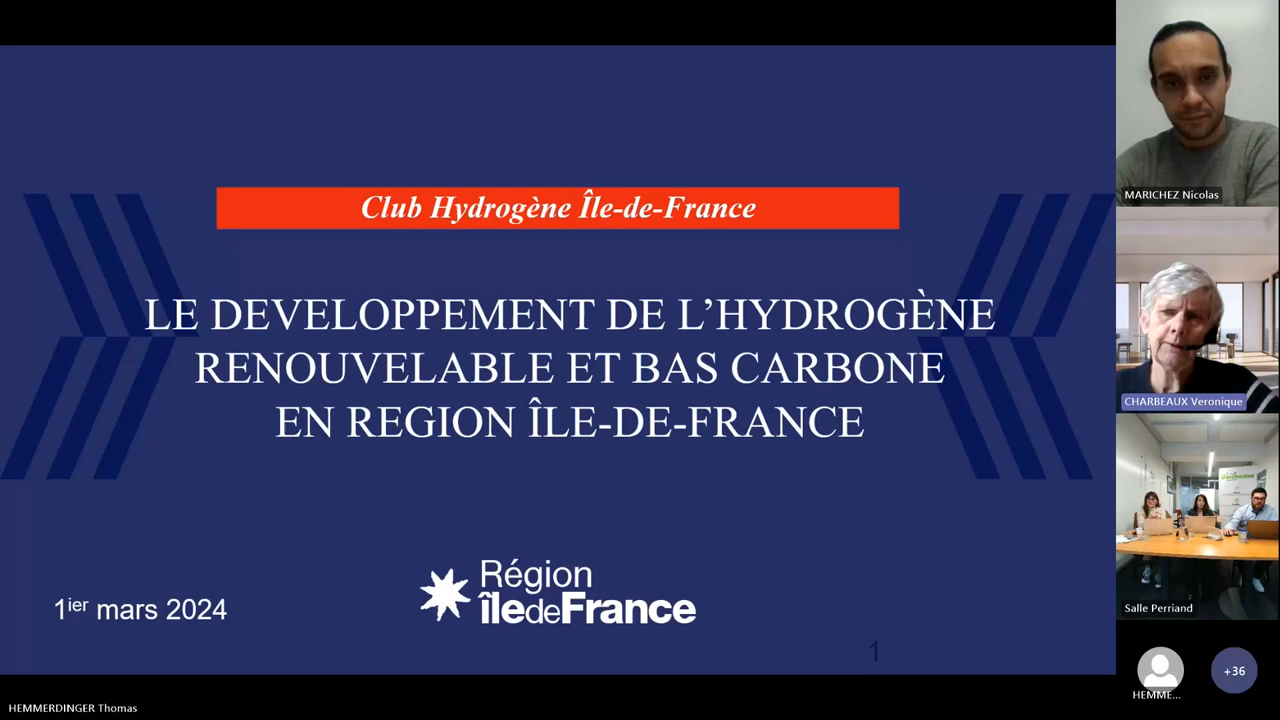 Club Hydrogène Île-de-France
LE DEVELOPPEMENT DE L'HYDROGÈNE
RENOUVELABLE ET BAS CARBONE
EN REGION ÎLE-DE-FRANCE
1ier mars 2024
Région
îledeFrance
1
HEMMERDINGER Thomas
MARICHEZ Nicolas
CHARBEAUX Veronique
Salle Perriand
HEMME...
+36